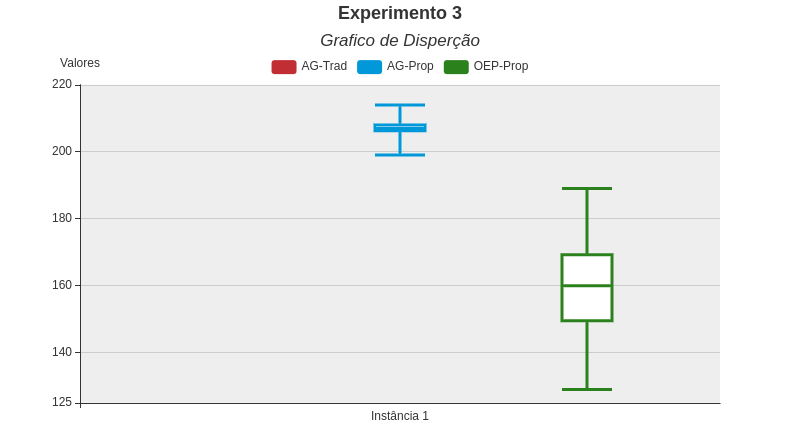 Experimento 3
Grafico de Disperção
Valores
AG-Trad AG-Prop OEP-Prop
220
200
180
160
140
125
Instância 1